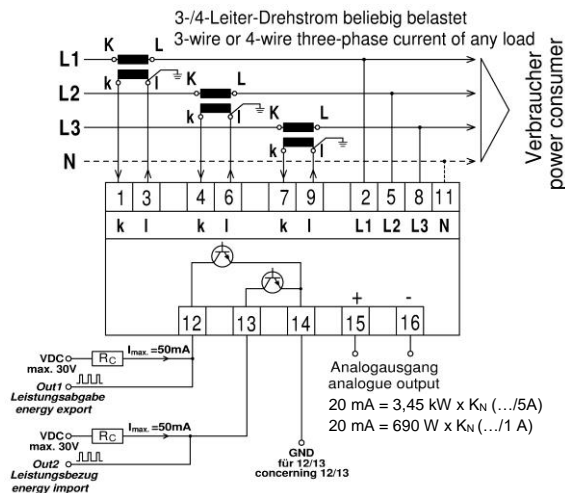 3-/4-Leiter-Drehstrom beliebig belastet
3-wire or 4-wire three-phase current of any load
K L
L1
K L
L2
k l
K L
L3
k l
k l
N
Verbraucher
power consumer
1 3 4 6 7 9 2 5 8 11
k l k l k l L1 L2 L3 N
+ -
12 13 14 15 16
VDC
max. 30V
RC
Imax. =50mA
Out1
Leistungsabgabe
energy export
VDC
max. 30V
RC
Imax. =50mA
Out2
Leistungsbezug
energy import
GND
für 12/13
concerning 12/13
Analogausgang
analogue output
20 mA = 3,45 kW x KN (.../5A)
20 mA = 690 W x KN (.../1 A)